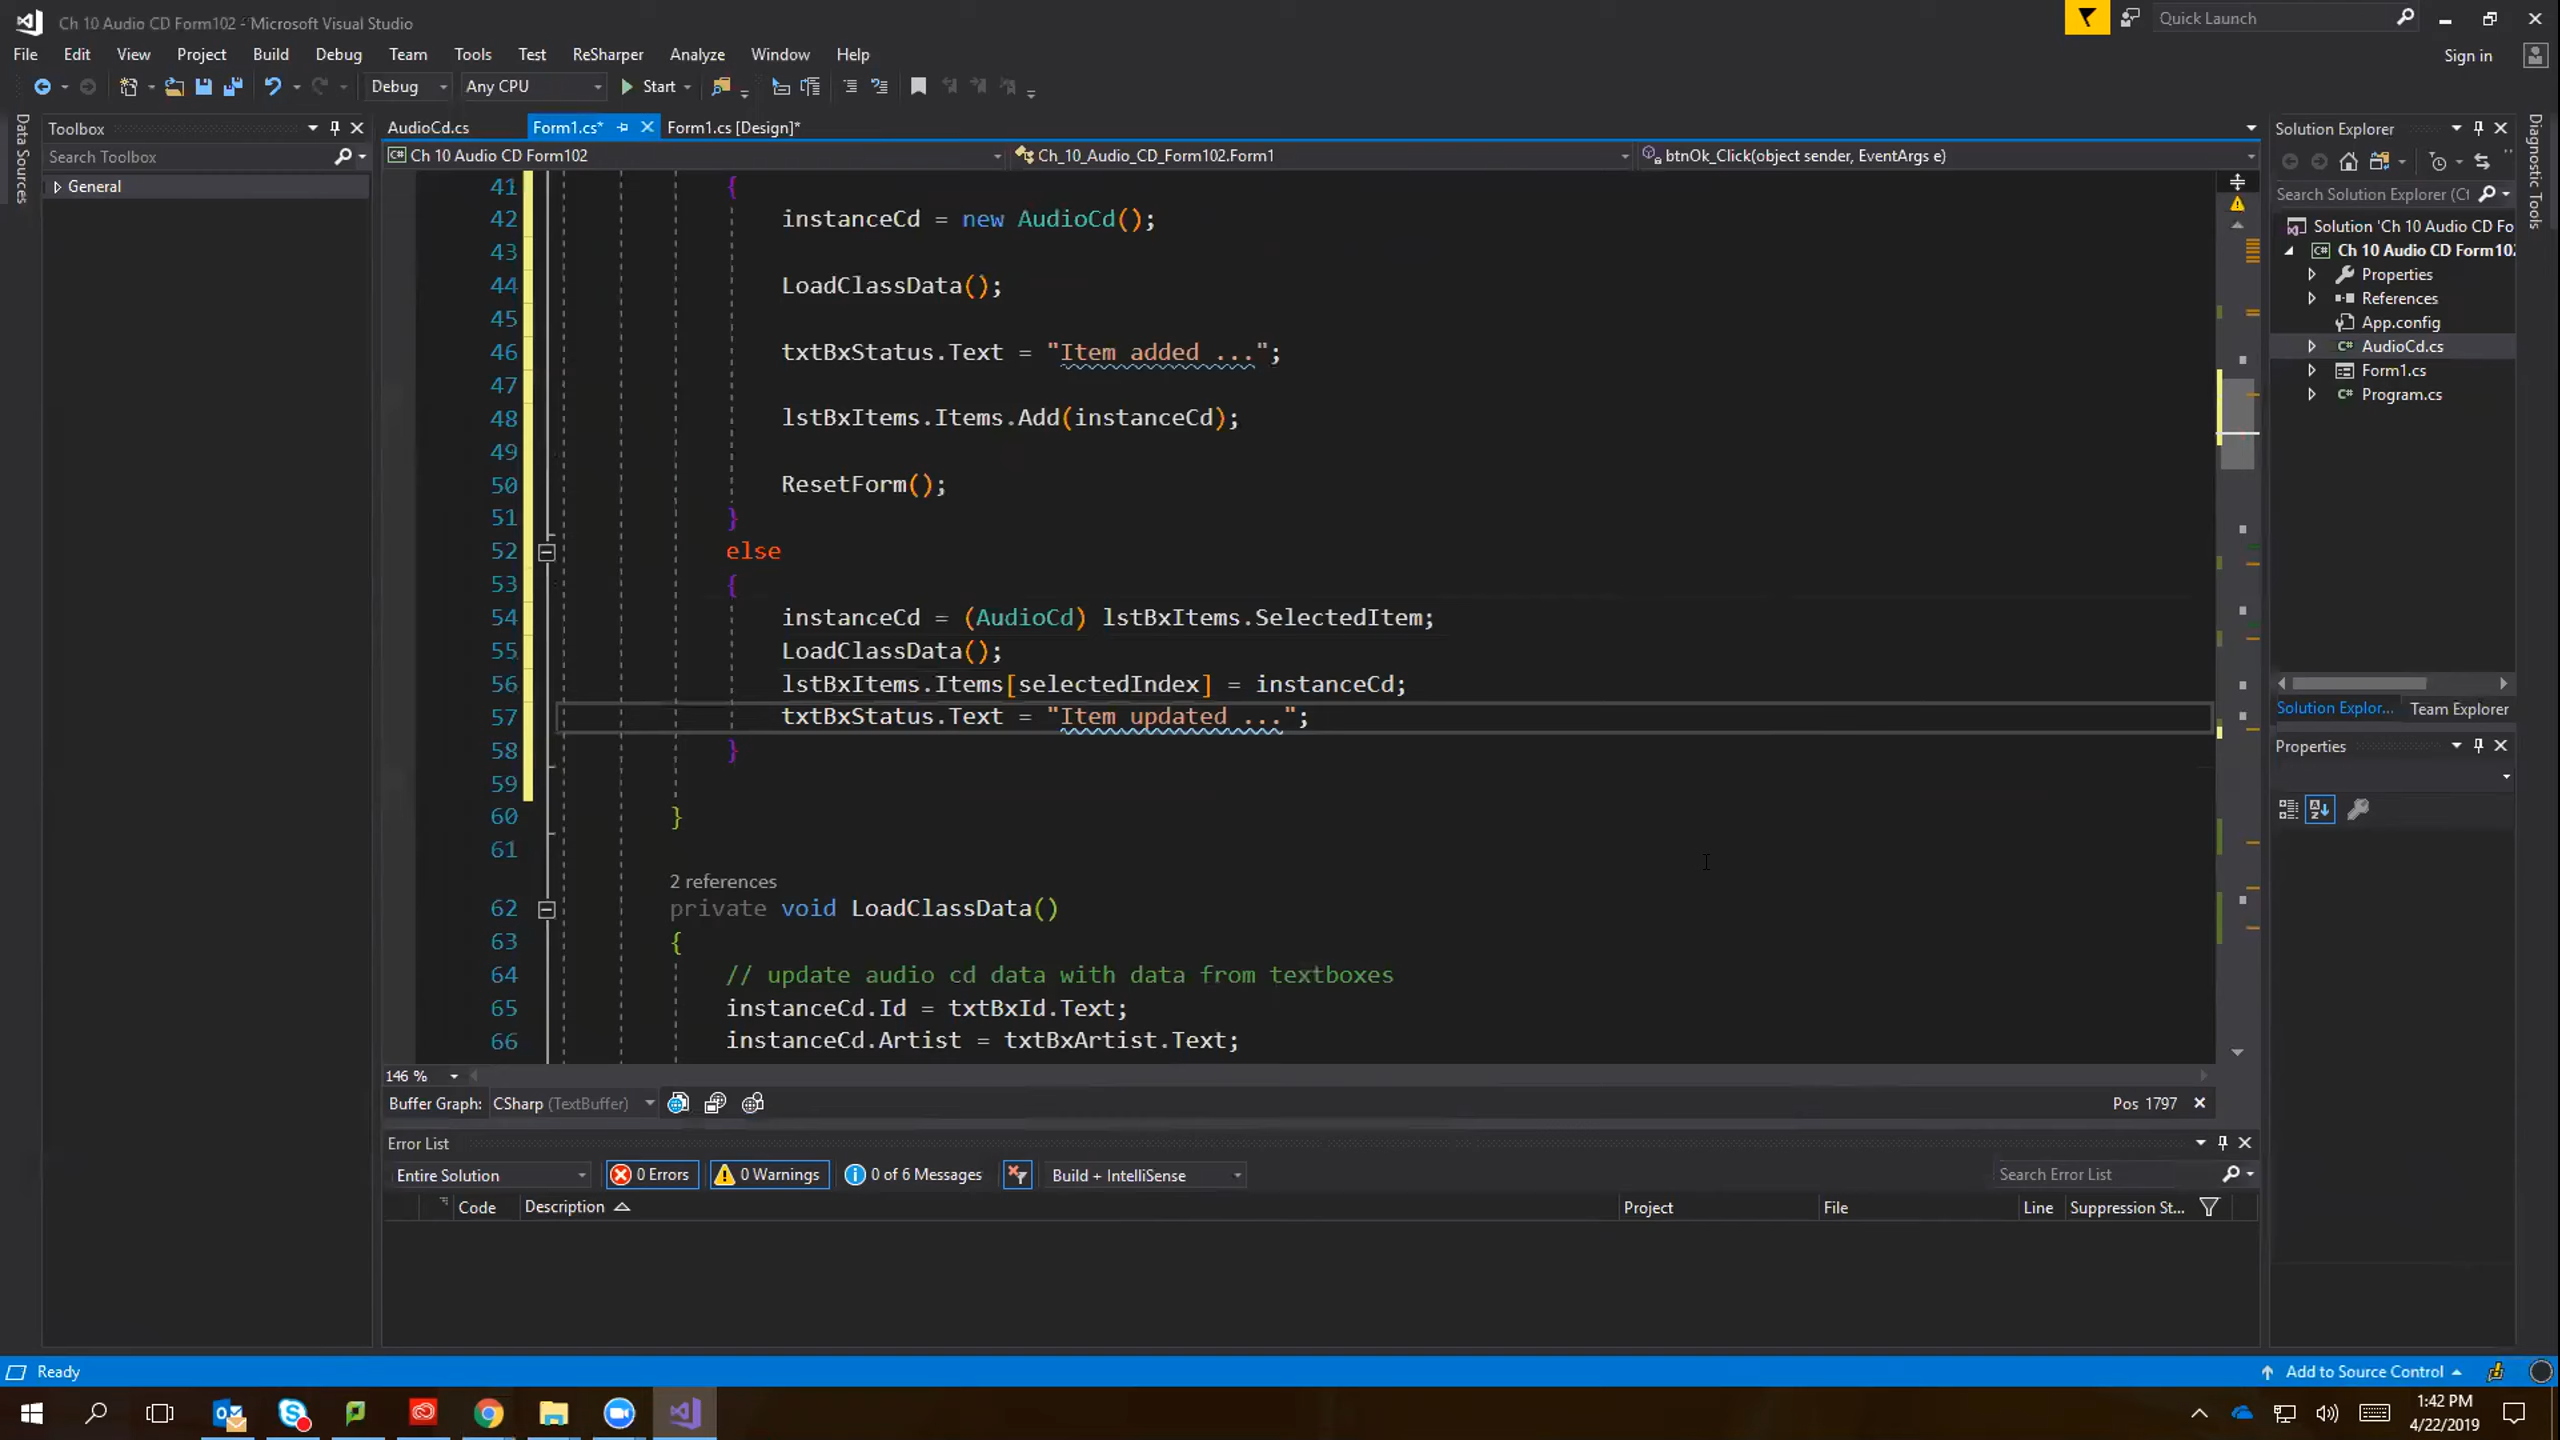 Ch 10 Audio CD Form102 - Microsoft Visual Studio
Quick Launch
File Edit View Project Build Debug Team Tools Test ReSharper Analyze Window Help
Sign in
Debug Any CPU Start
Data Sources
Toolbox
Search Toolbox
General
AudioCd.cs Form1.cs* Form1.cs [Design]*
Ch 10 Audio CD Form102 Ch_10_Audio_CD_Form102.Form1 btnOk_Click(object sender, EventArgs e)
41 {
42 instanceCd = new AudioCd();
43
44 LoadClassData();
45
46 txtBxStatus.Text = "Item added ...";
47
48 lstBxItems.Items.Add(instanceCd);
49
50 ResetForm();
51 }
52 else
53 {
54 instanceCd = (AudioCd) lstBxItems.SelectedItem;
55 LoadClassData();
56 lstBxItems.Items[selectedIndex] = instanceCd;
57 txtBxStatus.Text = "Item updated ...";
58 }
59
60 }
61
2 references
62 private void LoadClassData()
63 {
64 // update audio cd data with data from textboxes
65 instanceCd.Id = txtBxId.Text;
66 instanceCd.Artist = txtBxArtist.Text;
146 %
Buffer Graph: CSharp (TextBuffer) Pos 1797
Error List
Entire Solution 0 Errors 0 Warnings 0 of 6 Messages Build + IntelliSense Search Error List
Code Description Project File Line Suppression St...
Solution Explorer
Search Solution Explorer (Ct
Solution 'Ch 10 Audio CD Fo
Ch 10 Audio CD Form102
Properties
References
App.config
AudioCd.cs
Form1.cs
Program.cs
Solution Explor... Team Explorer
Properties
Diagnostic Tools
Ready
Add to Source Control
1:42 PM
4/22/2019